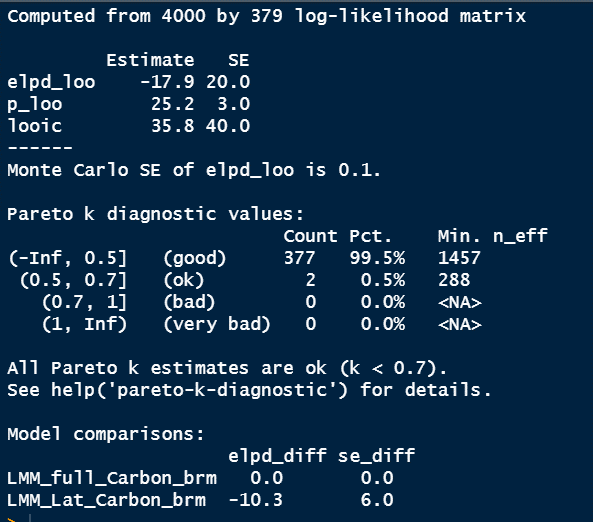 Computed from 4000 by 379 log-likelihood matrix
Estimate SE
elpd_loo -17.9 20.0
p_loo 25.2 3.0
looic 35.8 40.0
------
Monte Carlo SE of elpd_loo is 0.1.
Pareto k diagnostic values:
Count Pct. Min. n_eff
(-Inf, 0.5] (good) 377 99.5% 1457
(0.5, 0.7] (ok) 2 0.5% 288
(0.7, 1] (bad) 0 0.0% <NA>
(1, Inf) (very bad) 0 0.0% <NA>
All Pareto k estimates are ok (k < 0.7).
See help('pareto-k-diagnostic') for details.
Model comparisons:
elpd_diff se_diff
LMM_full_Carbon_brm 0.0 0.0
LMM_Lat_Carbon_brm -10.3 6.0